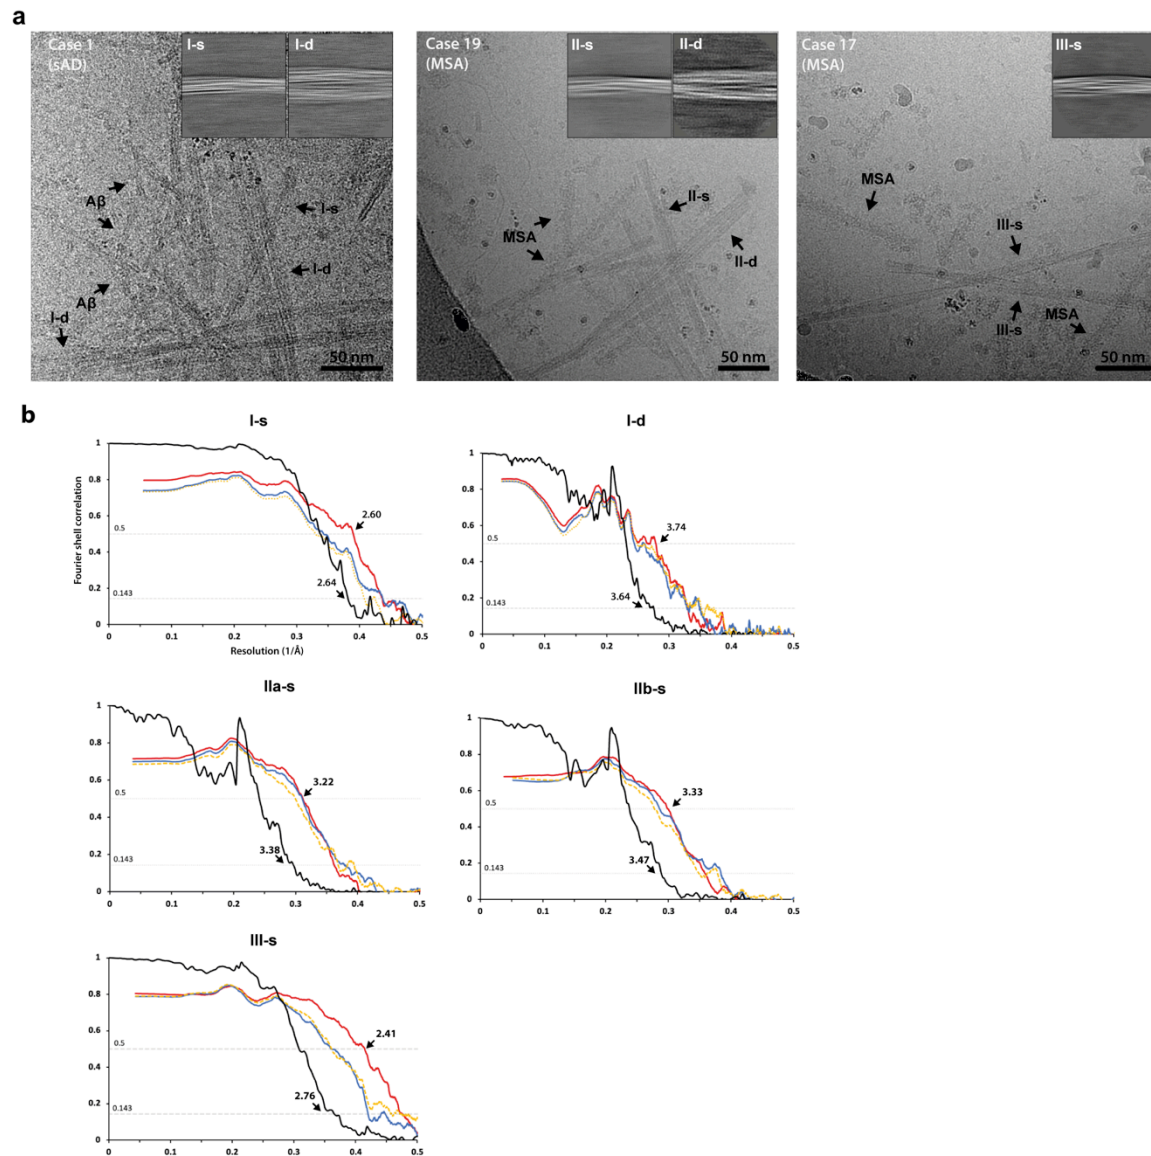 a
Case 1
(sAD)
I-s
I-d
Aβ
I-s
I-d
Aβ
I-d
50 nm
Case 19
(MSA)
II-s
II-d
II-s
MSA
II-d
50 nm
Case 17
(MSA)
III-s
MSA
III-s
III-s
MSA
50 nm
b
I-s
Fourier shell correlation
1
0.8
0.6
0.5
0.4
0.2
0.143
0
2.60
2.64
0 0.1 0.2 0.3 0.4 0.5
Resolution (1/Å)
I-d
1
0.8
0.6
0.5
0.4
0.2
0.143
0
3.74
3.64
0 0.1 0.2 0.3 0.4 0.5
IIa-s
1
0.8
0.6
0.5
0.4
0.2
0.143
0
3.22
3.38
0 0.1 0.2 0.3 0.4 0.5
IIb-s
1
0.8
0.6
0.5
0.4
0.2
0.143
0
3.33
3.47
0 0.1 0.2 0.3 0.4 0.5
III-s
1
0.8
0.6
0.5
0.4
0.2
0.143
0
2.41
2.76
0 0.1 0.2 0.3 0.4 0.5